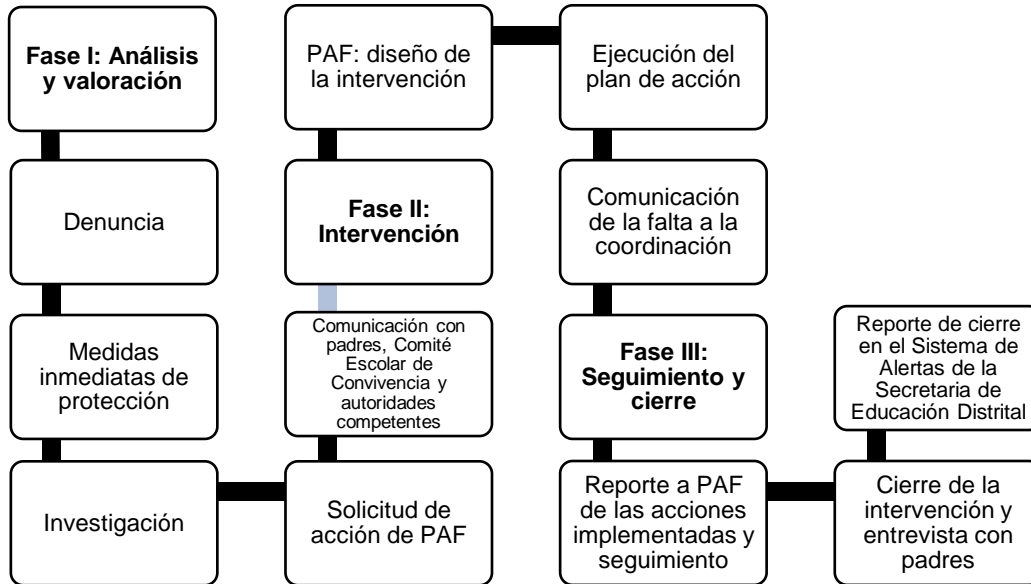 Fase I: Análisis
y valoración
Denuncia
Medidas
inmediatas de
protección
Investigación
Solicitud de
acción de PAF
Comunicación con
padres, Comité
Escolar de
Convivencia y
autoridades
competentes
Fase II:
Intervención
PAF: diseño de
la intervención
Ejecución del
plan de acción
Comunicación
de la falta a la
coordinación
Fase III:
Seguimiento y
cierre
Reporte a PAF
de las acciones
implementadas y
seguimiento
Cierre de la
intervención y
entrevista con
padres
Reporte de cierre
en el Sistema de
Alertas de la
Secretaria de
Educación Distrital